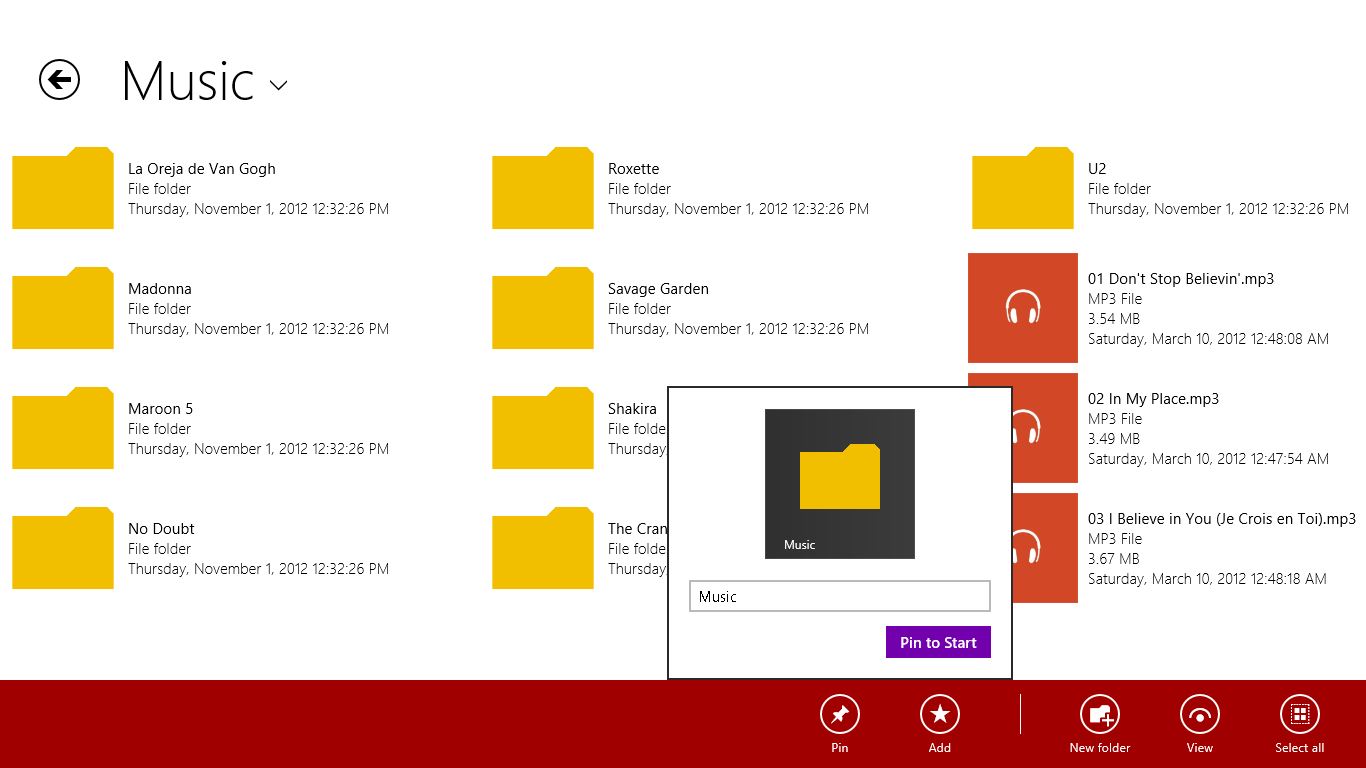 Music
La Oreja de Van Gogh
File folder
Thursday, November 1, 2012 12:32:26 PM
Madonna
File folder
Thursday, November 1, 2012 12:32:26 PM
Maroon 5
File folder
Thursday, November 1, 2012 12:32:26 PM
No Doubt
File folder
Thursday, November 1, 2012 12:32:26 PM
Roxette
File folder
Thursday, November 1, 2012 12:32:26 PM
Savage Garden
File folder
Thursday, November 1, 2012 12:32:26 PM
Shakira
File folde
Thursday,
The Cran
File folde
Thursday,
U2
File folder
Thursday, November 1, 2012 12:32:26 PM
01 Don't Stop Believin'.mp3
MP3 File
3.54 MB
Saturday, March 10, 2012 12:48:08 AM
02 In My Place.mp3
MP3 File
3.49 MB
Saturday, March 10, 2012 12:47:54 AM
03 I Believe in You (Je Crois en Toi).mp3
MP3 File
3.67 MB
Saturday, March 10, 2012 12:48:18 AM
Music
Music
Pin to Start
Pin
Add
New folder
View
Select all